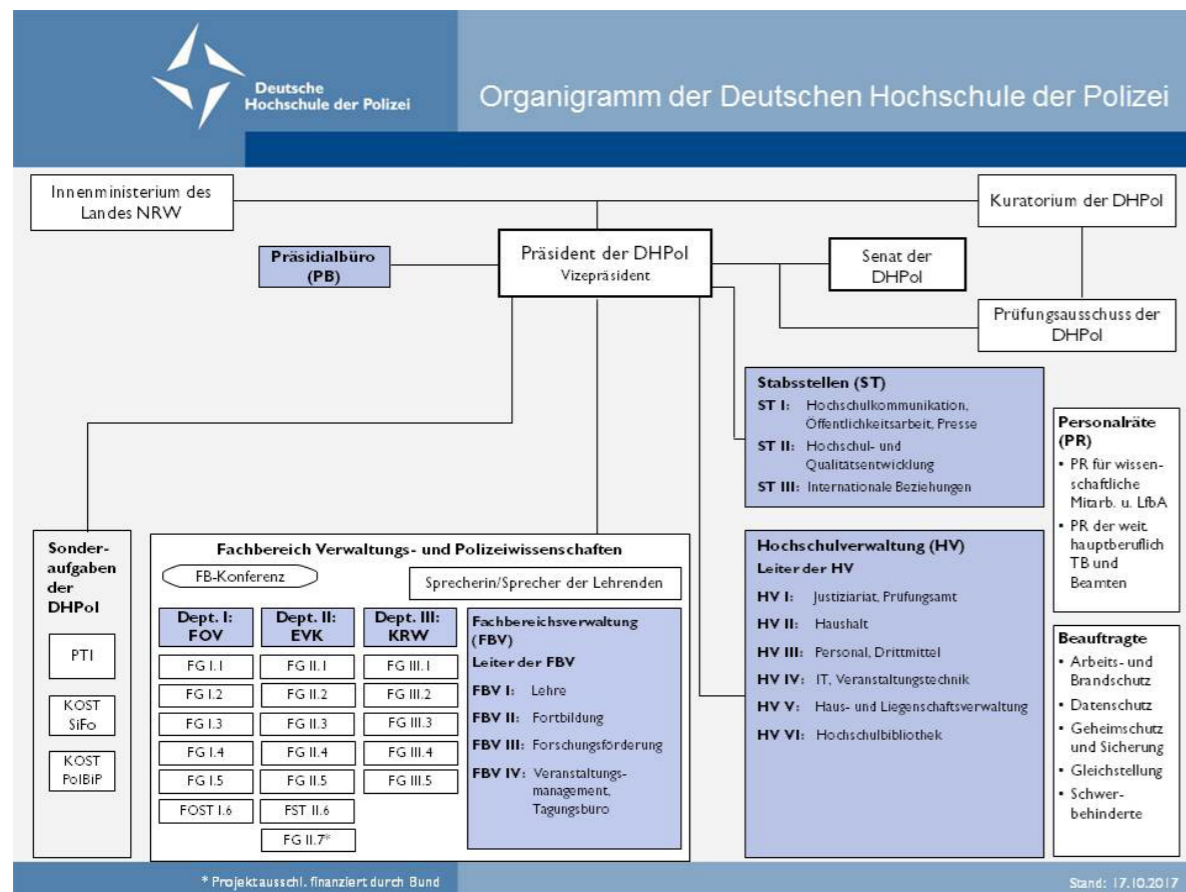 Deutsche
Hochschule der Polizei
Organigramm der Deutschen Hochschule der Polizei
Innenministerium des
Landes NRW
Kuratorium der DHPol
Präsidialbüro
(PB)
Präsident der DHPol
Vizepräsident
Senat der
DHPol
Prüfungsausschuss der
DHPol
Stabsstellen (ST)
ST I: Hochschulkommunikation,
Öffentlichkeitsarbeit, Presse
ST II: Hochschul- und
Qualitätsentwicklung
ST III: Internationale Beziehungen
Personalräte
(PR)
• PR für wissen-
schaftliche
Mitarb. u. LfbA
• PR der weit.
hauptberuflich
TB und
Beamten
Sonder-
aufgaben
der
DHPol
PTI
KOST
SiFo
KOST
PolBiP
Fachbereich Verwaltungs- und Polizeiwissenschaften
FB-Konferenz
Sprecherin/Sprecher der Lehrenden
Dept. I:
FOV
FG I.1
FG I.2
FG I.3
FG I.4
FG I.5
FOST I.6
Dept. II:
EVK
FG II.1
FG II.2
FG II.3
FG II.4
FG II.5
FST II.6
FG II.7*
Dept. III:
KRW
FG III.1
FG III.2
FG III.3
FG III.4
FG III.5
Fachbereichsverwaltung
(FBV)
Leiter der FBV
FBV I: Lehre
FBV II: Fortbildung
FBV III: Forschungsförderung
FBV IV: Veranstaltungs-
management,
Tagungsbüro
Hochschulverwaltung (HV)
Leiter der HV
HV I: Justiziariat, Prüfungsamt
HV II: Haushalt
HV III: Personal, Drittmittel
HV IV: IT, Veranstaltungstechnik
HV V: Haus- und Liegenschaftsverwaltung
HV VI: Hochschulbibliothek
Beauftragte
• Arbeits- und
Brandschutz
• Datenschutz
• Geheimschutz
und Sicherung
• Gleichstellung
• Schwer-
behinderte
* Projekt ausschl. finanziert durch Bund
Stand: 17.10.2017